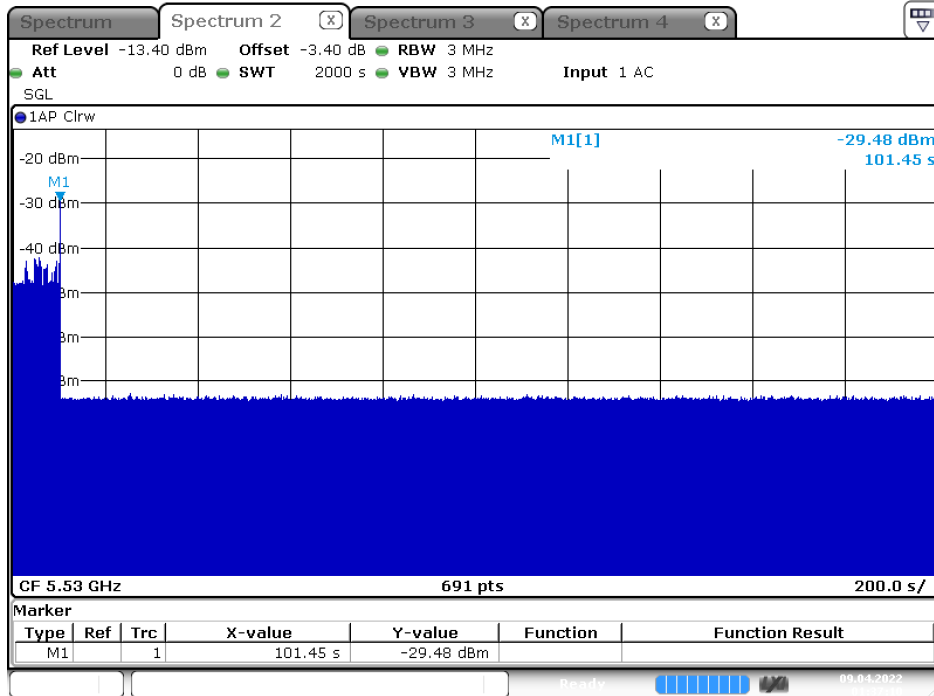 Spectrum Spectrum 2 X Spectrum 3 X Spectrum 4 X
Ref Level -13.40 dBm Offset -3.40 dB RBW 3 MHz
Att 0 dB SWT 2000 s VBW 3 MHz Input 1 AC
SGL
1AP Clrw
M1[1] -29.48 dBm
101.45 s
-20 dBm
M1
-30 dBm
-40 dBm
CF 5.53 GHz 691 pts 200.0 s/
Marker
Type Ref Trc X-value Y-value Function Function Result
M1 1 101.45 s -29.48 dBm
Ready 09.04.2022